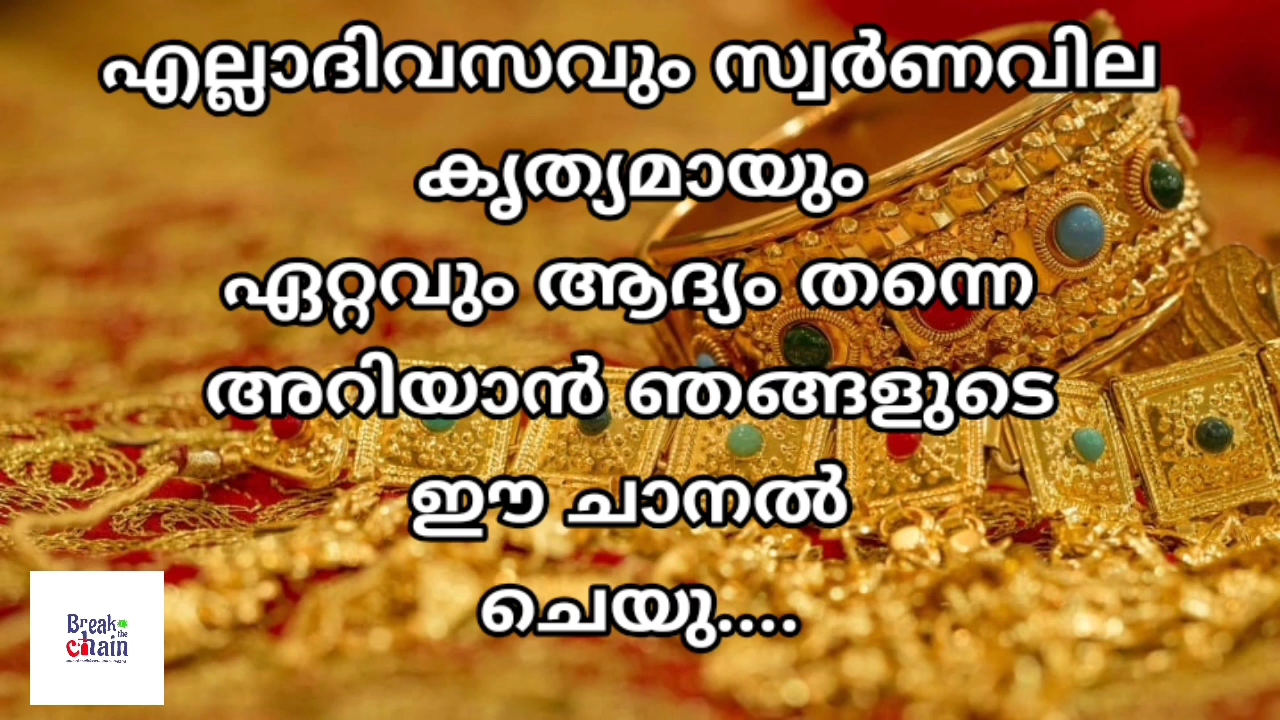 എല്ലാദിവസവും സ്വർണവില
കൃത്യമായും
ഏറ്റവും ആദ്യം തന്നെ
അറിയാൻ ഞങ്ങളുടെ
ഈ ചാനൽ
ചെയു....
Break
the
chain